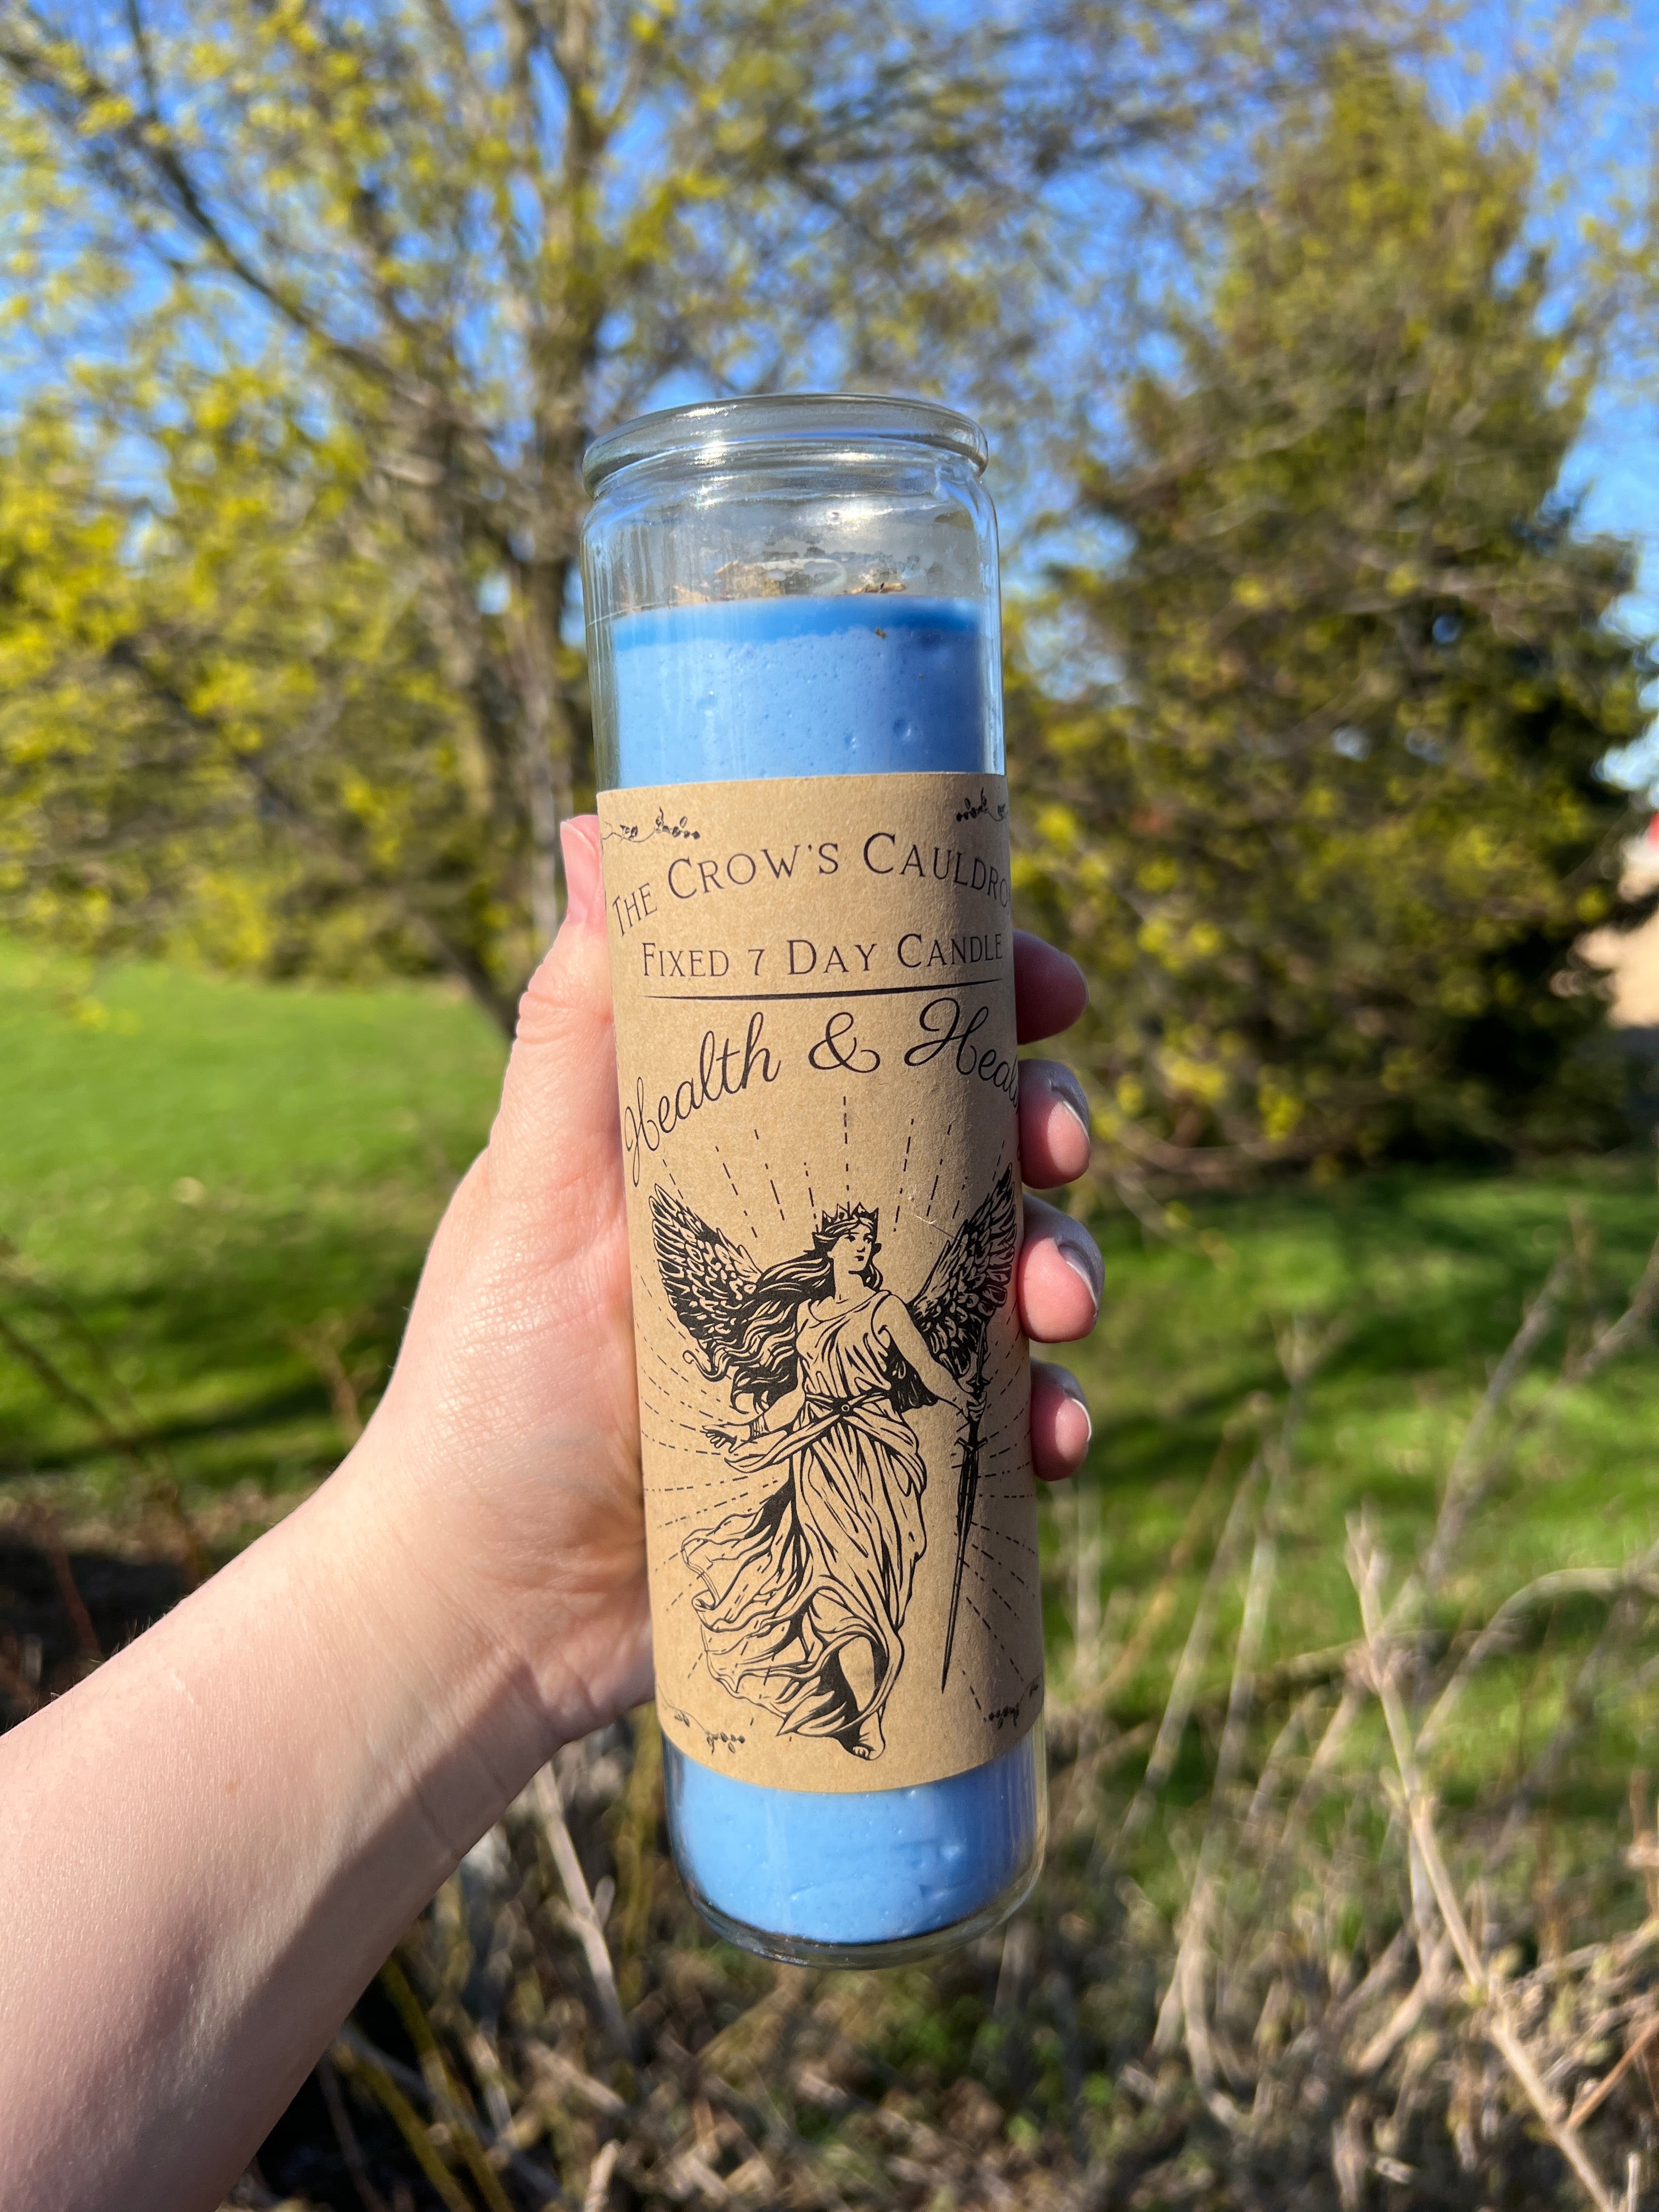 The Crow's Cauldro
Fixed 7 Day Candle
Health & Heal